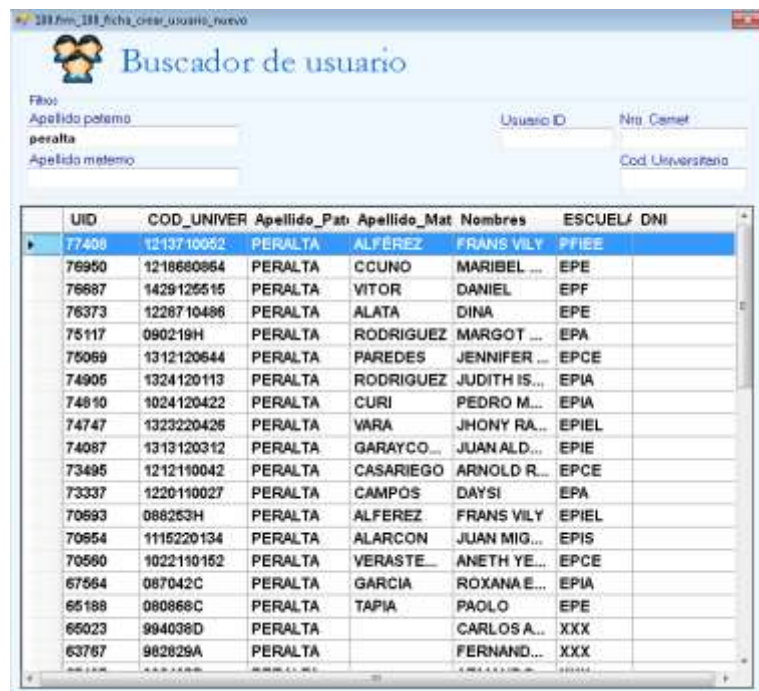 Buscador de usuario
Filtros
Apellido paterno Usuario ID Nro. Carnet
peralta
Apellido materno Cod. Universitario
UID COD_UNIVER Apellido_Pat Apellido_Mat Nombres ESCUELA DNI
77408 1213710052 PERALTA ALFÉREZ FRANS VILY PFIEE
76950 1218680864 PERALTA CCUNO MARIBEL ... EPE
76687 1429125515 PERALTA VITOR DANIEL EPF
76373 1228710486 PERALTA ALATA DINA EPE
75117 090219H PERALTA RODRIGUEZ MARGOT ... EPA
75069 1312120644 PERALTA PAREDES JENNIFER ... EPCE
74905 1324120113 PERALTA RODRIGUEZ JUDITH IS... EPIA
74810 1024120422 PERALTA CURI PEDRO M... EPIA
74747 1323220426 PERALTA VARA JHONY RA... EPIEL
74087 1313120312 PERALTA GARAYCO... JUAN ALD... EPIE
73495 1212110042 PERALTA CASARIEGO ARNOLD R... EPCE
73337 1220110027 PERALTA CAMPOS DAYSI EPA
70693 088253H PERALTA ALFEREZ FRANS VILY EPIEL
70654 1115220134 PERALTA ALARCON JUAN MIG... EPIS
70560 1022110152 PERALTA VERASTE... ANETH YE... EPCE
67564 087042C PERALTA GARCIA ROXANA E... EPIA
65188 080868C PERALTA TAPIA PAOLO EPE
65023 994038D PERALTA CARLOS A... XXX
63767 982829A PERALTA FERNAND... XXX